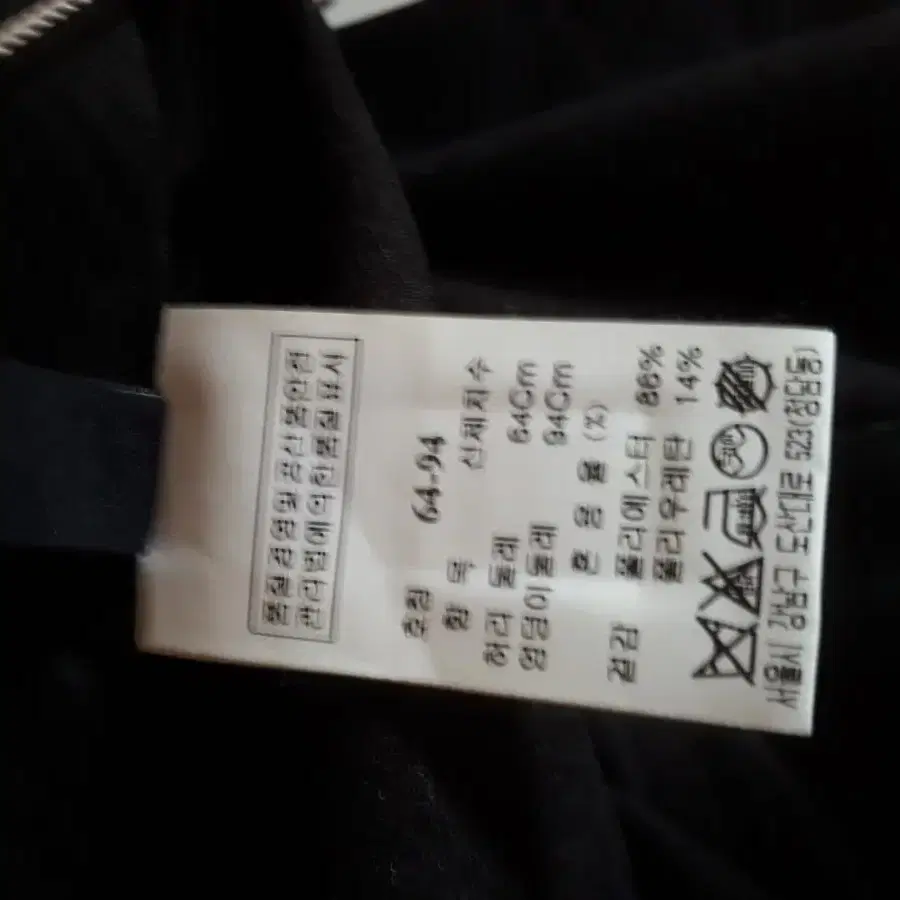 품질경영및공산품안전
관리법에의한품질표시
호칭 64-94
항 목 신체치수
허리 둘레 64Cm
엉덩이둘레 94Cm
혼 용 율 (%)
겉감 폴리에스터 86%
폴리우레탄 14%
서울시 강남구 도산대로 523(청담동)